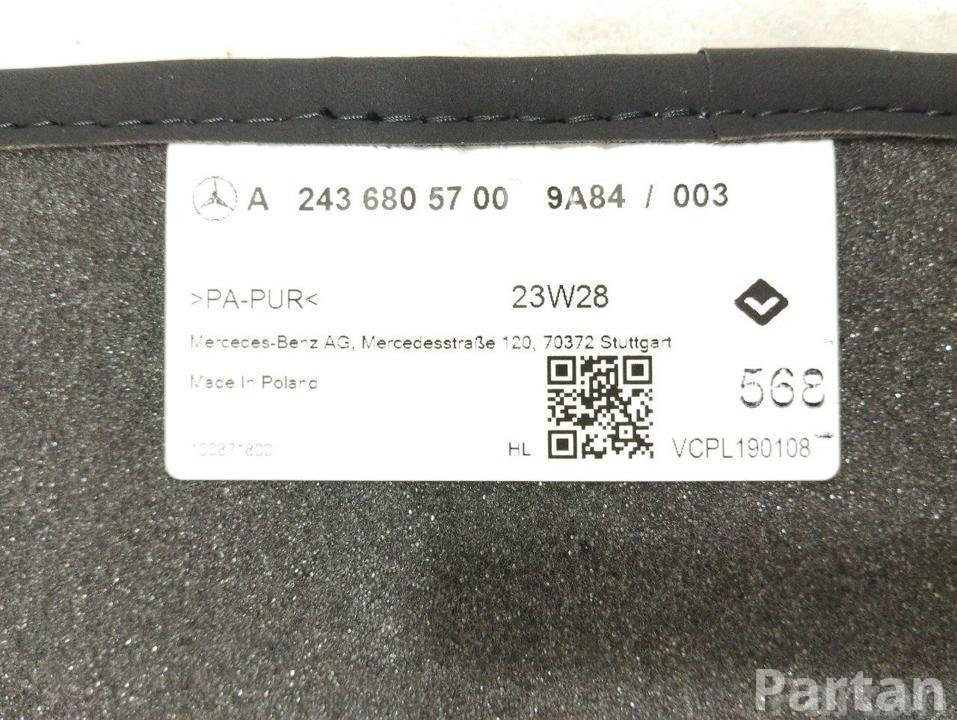 A 243 680 57 00 9A84 / 003
>PA-PUR< 23W28
Mercedes-Benz AG, Mercedesstraße 120, 70372 Stuttgart
Made In Poland
568
HL VCPL190108
Partan